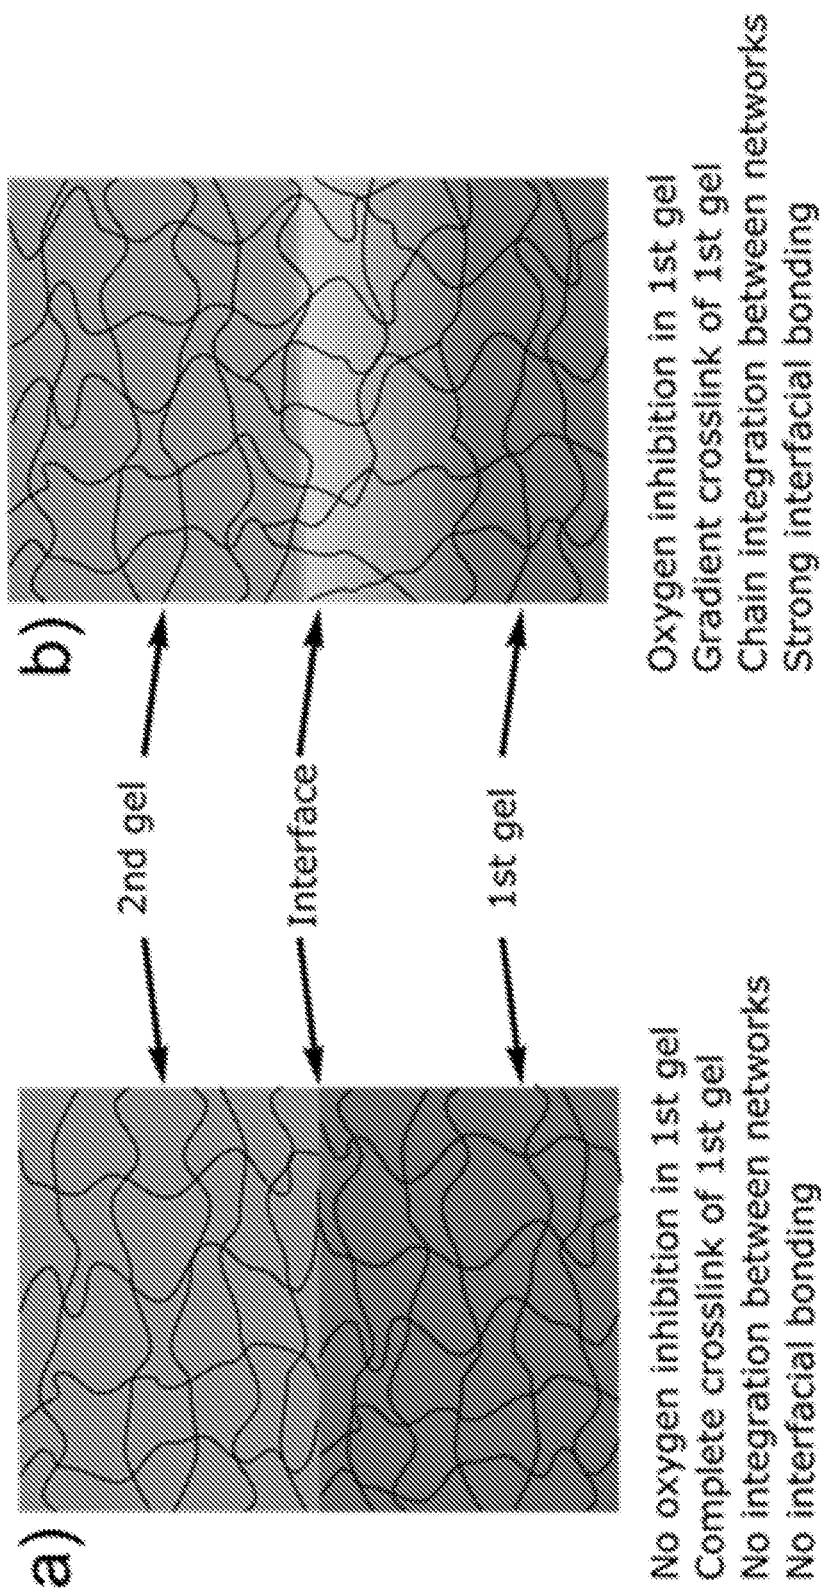 a)
No oxygen inhibition in 1st gel
Complete crosslink of 1st gel
No integration between networks
No interfacial bonding
2nd gel
Interface
1st gel
b)
Oxygen inhibition in 1st gel
Gradient crosslink of 1st gel
Chain integration between networks
Strong interfacial bonding